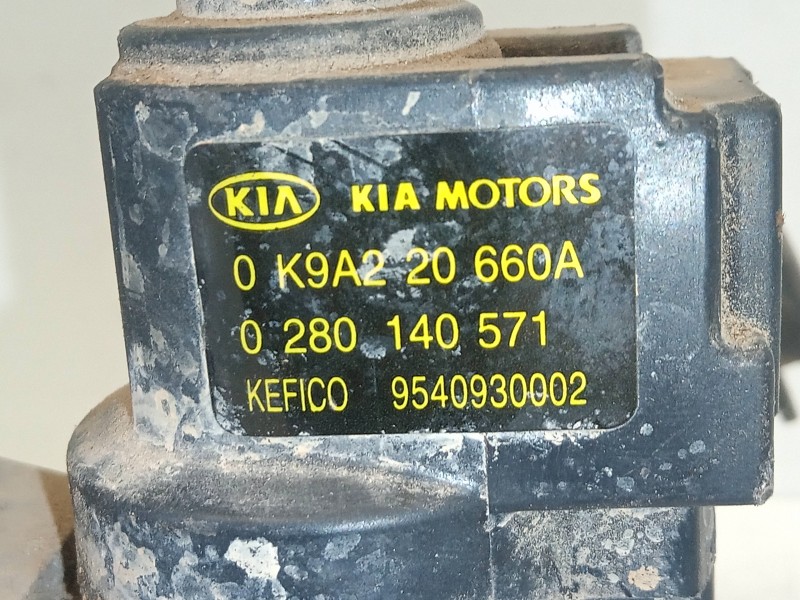 KIA KIA MOTORS
0 K9A2 20 660A
0 280 140 571
KEFICO 9540930002